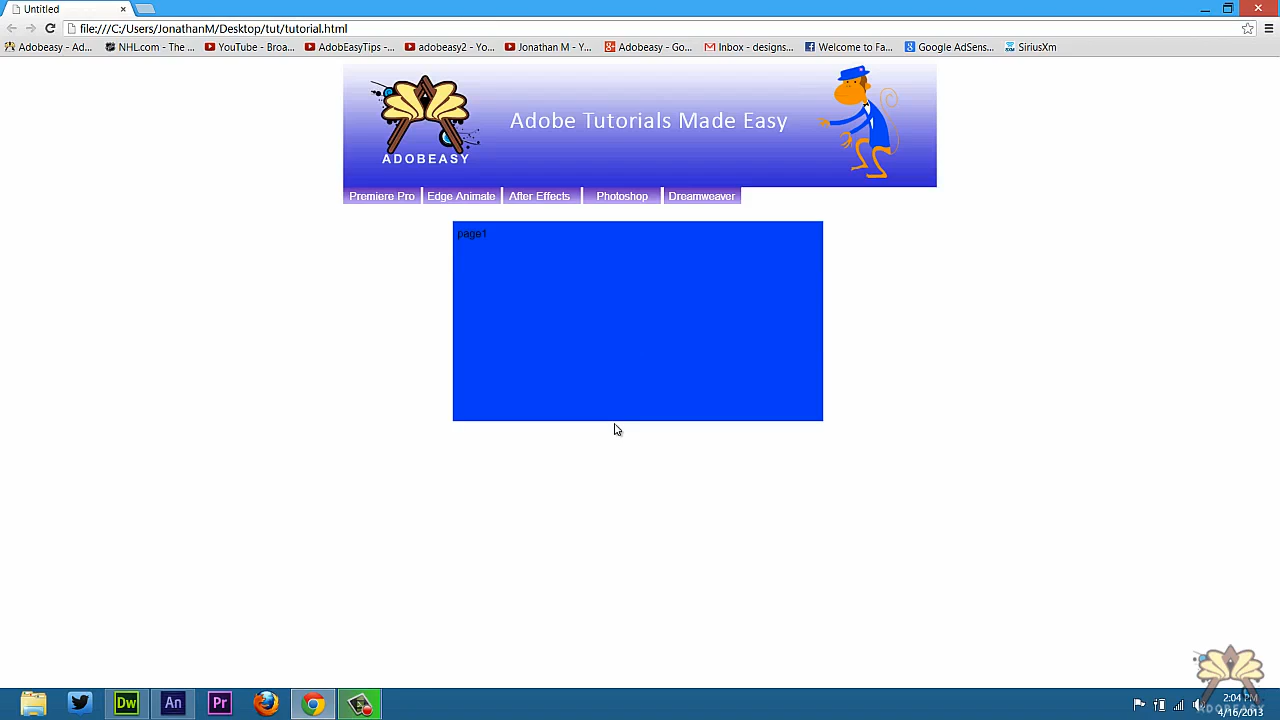 Untitled
file:///C:/Users/JonathanM/Desktop/tut/tutorial.html
Adobeasy - Ad... NHL.com - The ... YouTube - Broa... AdobEasyTips -... adobeasy2 - Yo... Jonathan M - Y... Adobeasy - Go... Inbox - designs... Welcome to Fa... Google AdSens... SiriusXm
Adobe Tutorials Made Easy
ADOBEASY
Premiere Pro Edge Animate After Effects Photoshop Dreamweaver
page1
Dw An Pr
2:04 PM
4/16/2013
ADOBEASY